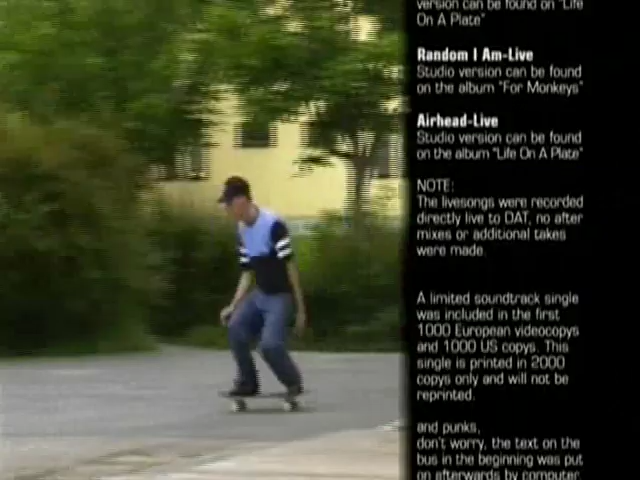 version can be found on "Life
On A Plate"
Random I Am-Live
Studio version can be found
on the album "For Monkeys"
Airhead-Live
Studio version can be found
on the album "Life On A Plate"
NOTE:
The livesongs were recorded
directly live to DAT, no after
mixes or additional takes
were made.
A limited soundtrack single
was included in the first
1000 European videocopys
and 1000 US copys. This
single is printed in 2000
copys only and will not be
reprinted.
and punks,
don't worry, the text on the
bus in the beginning was put
on afterwards by computer.